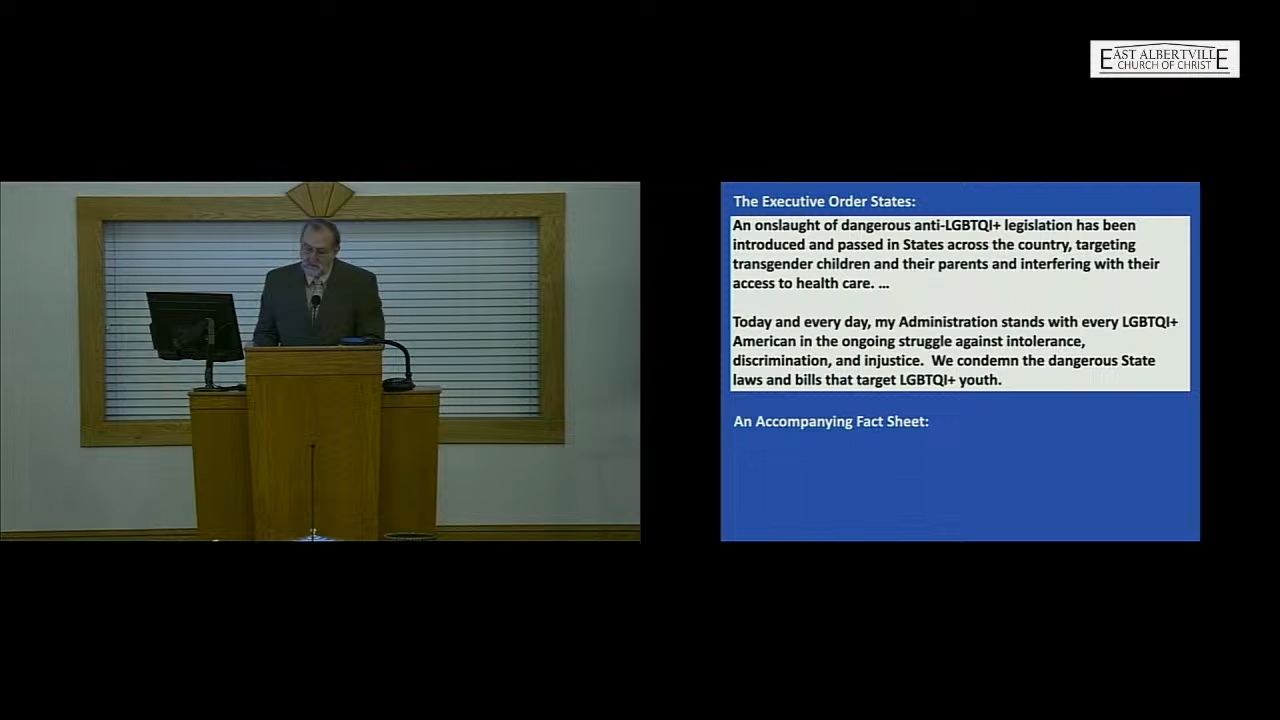 EAST ALBERTVILLE
CHURCH OF CHRIST
The Executive Order States:
An onslaught of dangerous anti-LGBTQI+ legislation has been
introduced and passed in States across the country, targeting
transgender children and their parents and interfering with their
access to health care. ...
Today and every day, my Administration stands with every LGBTQI+
American in the ongoing struggle against intolerance,
discrimination, and injustice.  We condemn the dangerous State
laws and bills that target LGBTQI+ youth.
An Accompanying Fact Sheet: